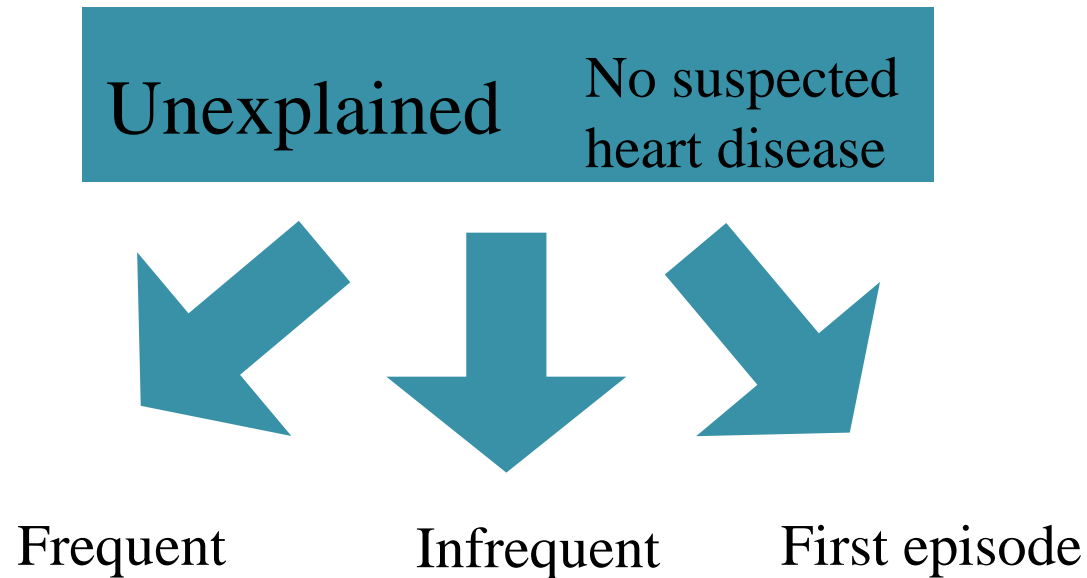 Unexplained
No suspected
heart disease
Frequent
Infrequent
First episode